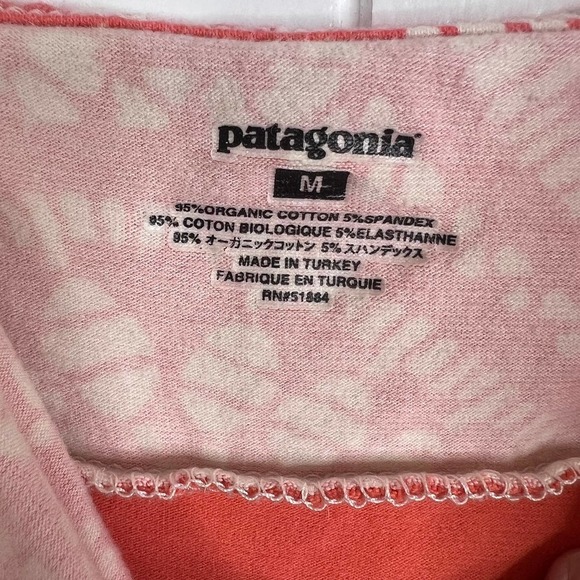 patagonia
M
95%ORGANIC COTTON 5%SPANDEX
95% COTON BIOLOGIQUE 5%ELASTHANNE
95% オーガニックコットン 5% スパンデックス
MADE IN TURKEY
FABRIQUE EN TURQUIE
RN#51884